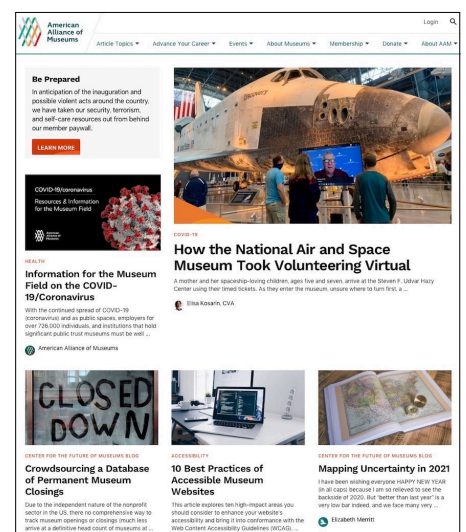 American
Alliance of
Museums
Login
Article Topics
Advance Your Career
Events
About Museums
Membership
Donate
About AAM
Be Prepared
In anticipation of the inauguration and
possible violent acts around the country,
we have taken our security, terrorism,
and self-care resources out from behind
our member paywall.
LEARN MORE
Discovery
COVID-19/coronavirus
Resources & Information
for the Museum Field
American
Alliance of
Museums
HEALTH
Information for the Museum
Field on the COVID-
19/Coronavirus
With the continued spread of COVID-19
(coronavirus) and as public spaces, employers for
over 726,000 individuals, and institutions that hold
significant public trust museums must be well ...
American Alliance of Museums
COVID-19
How the National Air and Space
Museum Took Volunteering Virtual
A mother and her spaceship-loving children, ages five and seven, arrive at the Steven F. Udvar Hazy
Center using their timed tickets. As they enter the museum, unsure where to turn first, a ...
Elisa Kosarin, CVA
CLOSED
DOWN
CENTER FOR THE FUTURE OF MUSEUMS BLOG
Crowdsourcing a Database
of Permanent Museum
Closings
Due to the independent nature of the nonprofit
sector in the US, there no comprehensive way to
track museum openings or closings (much less
arrive at a definitive head count of museums at ...
ACCESSIBILITY
10 Best Practices of
Accessible Museum
Websites
This article explores ten high-impact areas you
should consider to enhance your website's
accessibility and bring it into conformance with the
Web Content Accessibility Guidelines (WCAG). ...
CENTER FOR THE FUTURE OF MUSEUMS BLOG
Mapping Uncertainty in 2021
I have been wishing everyone HAPPY NEW YEAR
(in all caps) because I am so relieved to see the
backside of 2020. But "better than last year" is a
very low bar indeed, and we face many very ...
Elizabeth Merritt